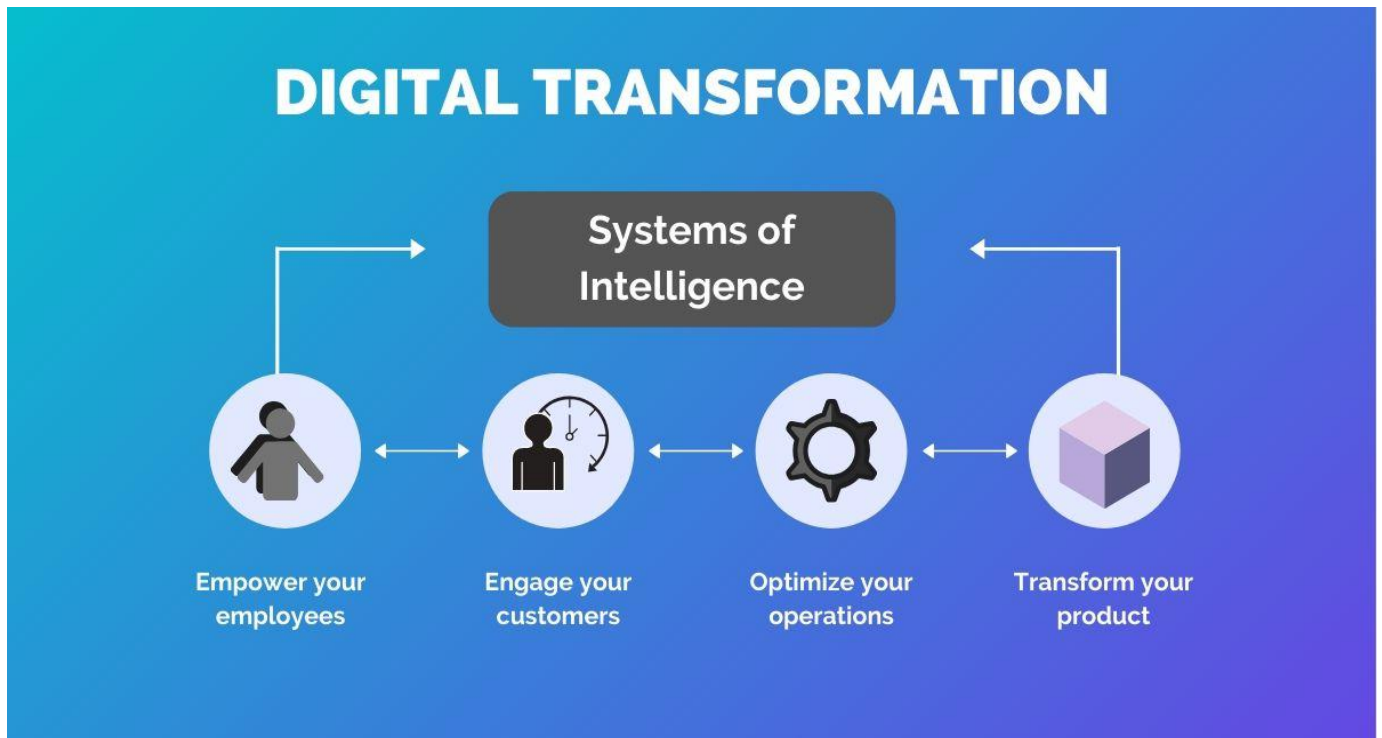 DIGITAL TRANSFORMATION
Systems of
Intelligence
Empower your
employees
Engage your
customers
Optimize your
operations
Transform your
product